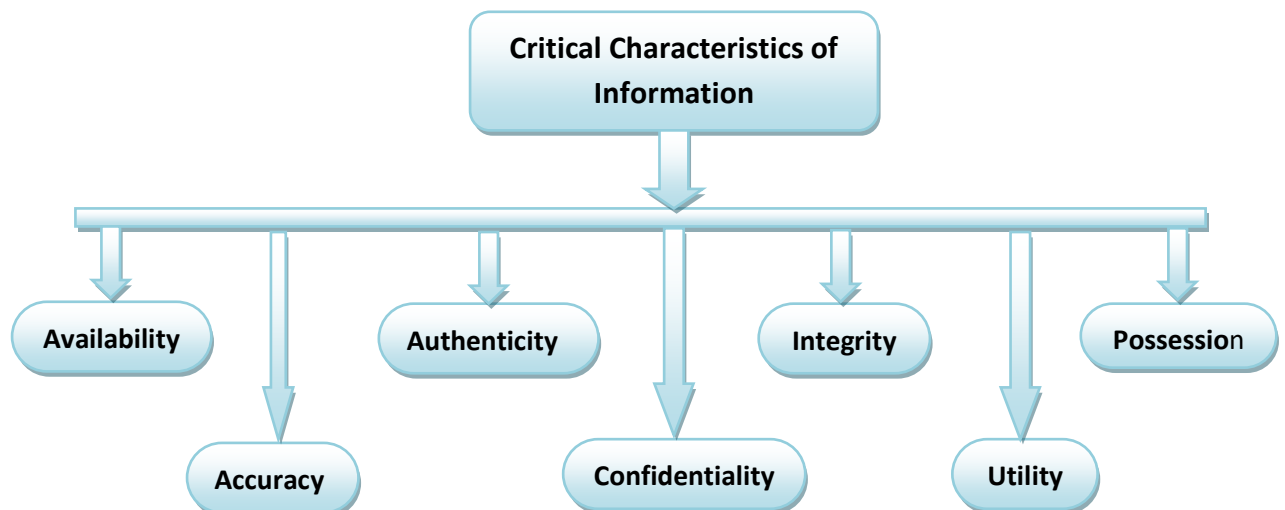 Critical Characteristics of
Information
Availability
Authenticity
Integrity
Possession
Accuracy
Confidentiality
Utility